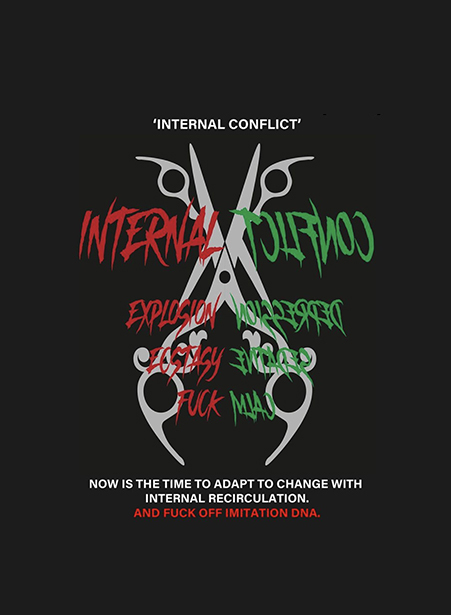 'INTERNAL CONFLICT'
INTERNAL CONFLICT
EXPLOSION DEPRESSION
ECSTASY SEDATIVE
FUCK CALM
NOW IS THE TIME TO ADAPT TO CHANGE WITH
INTERNAL RECIRCULATION.
AND FUCK OFF IMITATION DNA.